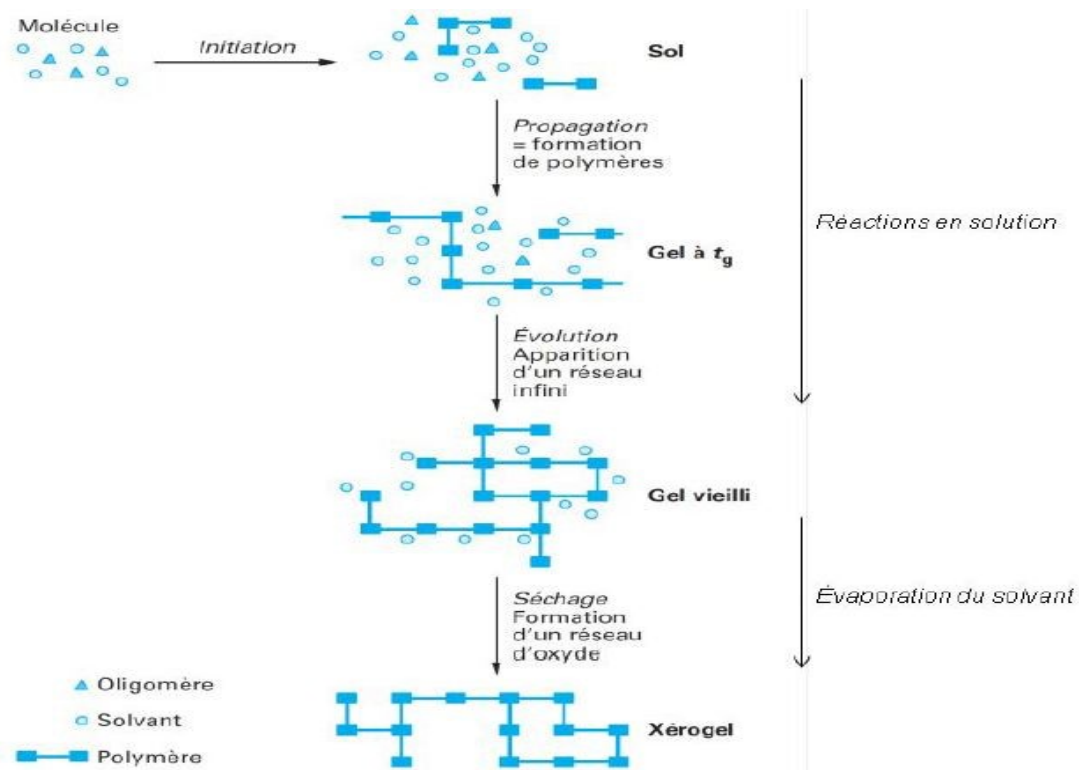 Molécule
Initiation
Sol
Propagation
= formation
de polymères
Réactions en solution
Gel à tg
Évolution
Apparition
d'un réseau
infini
Gel vieilli
Séchage
Formation
d'un réseau
d'oxyde
Évaporation du solvant
Oligomère
Solvant
Polymère
Xérogel